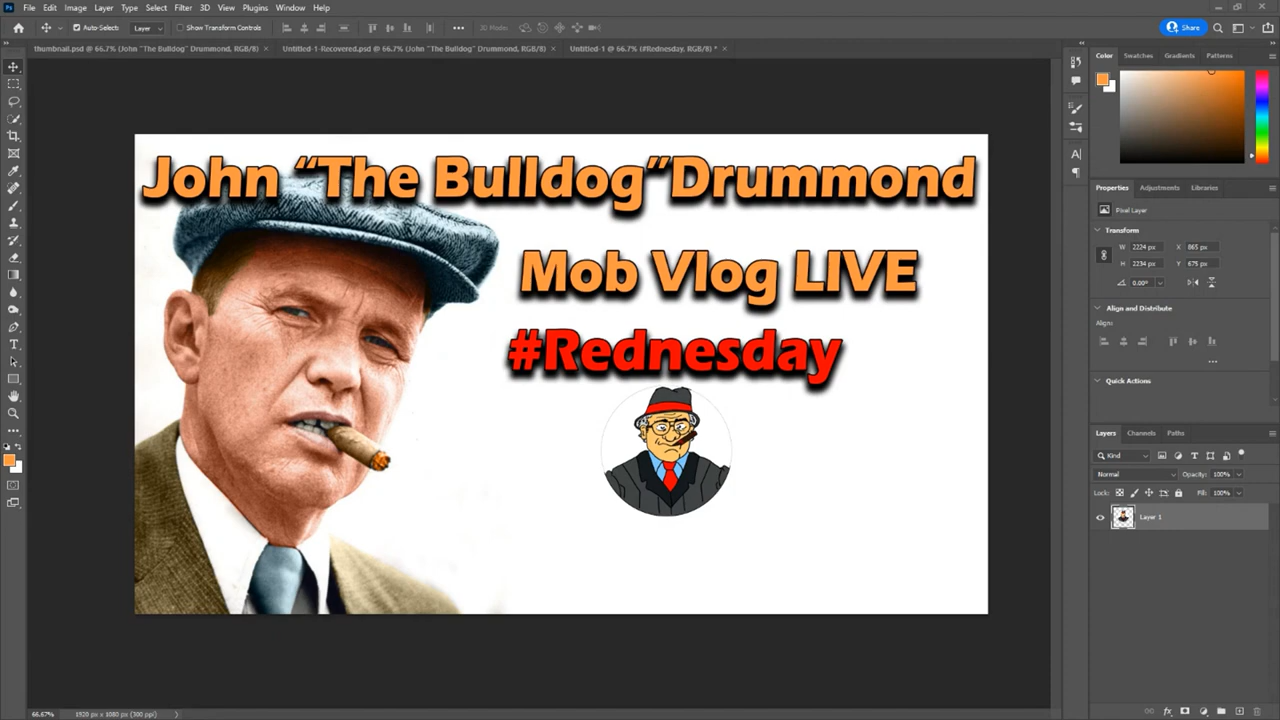 File Edit Image Layer Type Select Filter 3D View Plugins Window Help
Auto-Select: Layer Show Transform Controls 3D Mode: Share
thumbnail.psd @ 66.7% (John "The Bulldog" Drummond, RGB/8) Untitled-1-Recovered.psd @ 66.7% (John "The Bulldog" Drummond, RGB/8) Untitled-1 @ 66.7% (#Rednesday, RGB/8) *
Color Swatches Gradients Patterns
John “The Bulldog”Drummond
Mob Vlog LIVE
#Rednesday
Properties Adjustments Libraries
Pixel Layer
Transform
W 2224 px X 865 px
H 2234 px Y 675 px
0.00°
Align and Distribute
Align:
Quick Actions
Layers Channels Paths
Kind
Normal Opacity: 100%
Lock: Fill: 100%
Layer 1
66.67% 1920 px x 1080 px (300 ppi)